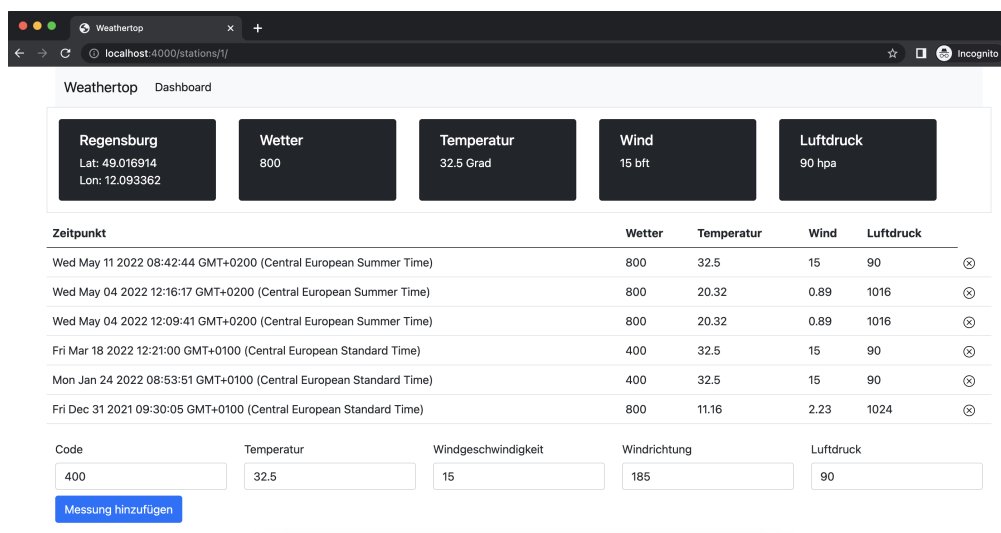 Weathertop
localhost:4000/stations/1/
Incognito
Weathertop Dashboard
Regensburg
Lat: 49.016914
Lon: 12.093362
Wetter
800
Temperatur
32.5 Grad
Wind
15 bft
Luftdruck
90 hpa
Zeitpunkt Wetter Temperatur Wind Luftdruck
Wed May 11 2022 08:42:44 GMT+0200 (Central European Summer Time) 800 32.5 15 90
Wed May 04 2022 12:16:17 GMT+0200 (Central European Summer Time) 800 20.32 0.89 1016
Wed May 04 2022 12:09:41 GMT+0200 (Central European Summer Time) 800 20.32 0.89 1016
Fri Mar 18 2022 12:21:00 GMT+0100 (Central European Standard Time) 400 32.5 15 90
Mon Jan 24 2022 08:53:51 GMT+0100 (Central European Standard Time) 400 32.5 15 90
Fri Dec 31 2021 09:30:05 GMT+0100 (Central European Standard Time) 800 11.16 2.23 1024
Code Temperatur Windgeschwindigkeit Windrichtung Luftdruck
400 32.5 15 185 90
Messung hinzufügen